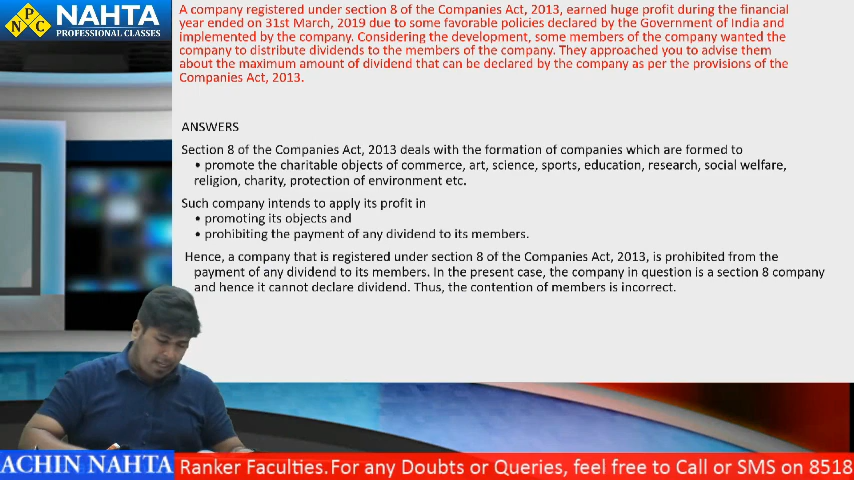 NPC
NAHTA
PROFESSIONAL CLASSES
A company registered under section 8 of the Companies Act, 2013, earned huge profit during the financial
year ended on 31st March, 2019 due to some favorable policies declared by the Government of India and
implemented by the company. Considering the development, some members of the company wanted the
company to distribute dividends to the members of the company. They approached you to advise them
about the maximum amount of dividend that can be declared by the company as per the provisions of the
Companies Act, 2013.
ANSWERS
Section 8 of the Companies Act, 2013 deals with the formation of companies which are formed to
• promote the charitable objects of commerce, art, science, sports, education, research, social welfare,
religion, charity, protection of environment etc.
Such company intends to apply its profit in
• promoting its objects and
• prohibiting the payment of any dividend to its members.
Hence, a company that is registered under section 8 of the Companies Act, 2013, is prohibited from the
payment of any dividend to its members. In the present case, the company in question is a section 8 company
and hence it cannot declare dividend. Thus, the contention of members is incorrect.
ACHIN NAHTA Ranker Faculties.For any Doubts or Queries, feel free to Call or SMS on 8518